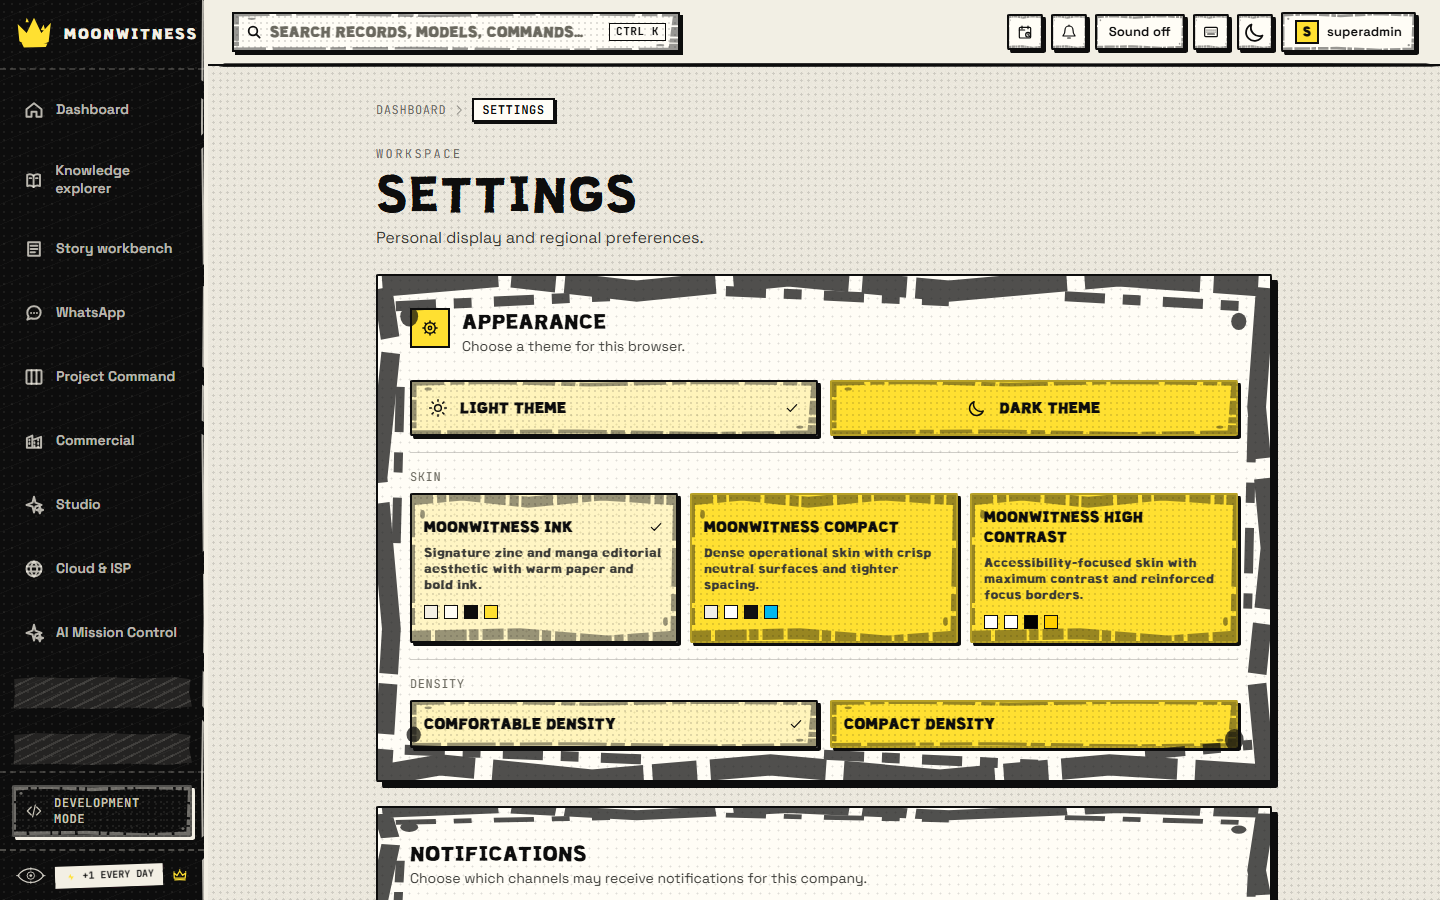 MOONWITNESS
SEARCH RECORDS, MODELS, COMMANDS...
CTRL K
Sound off
S
superadmin
Dashboard
Knowledge
explorer
Story workbench
WhatsApp
Project Command
Commercial
Studio
Cloud & ISP
AI Mission Control
DEVELOPMENT
MODE
+1 EVERY DAY
DASHBOARD
SETTINGS
WORKSPACE
SETTINGS
Personal display and regional preferences.
APPEARANCE
Choose a theme for this browser.
LIGHT THEME
DARK THEME
SKIN
MOONWITNESS INK
Signature zine and manga editorial
aesthetic with warm paper and
bold ink.
MOONWITNESS COMPACT
Dense operational skin with crisp
neutral surfaces and tighter
spacing.
MOONWITNESS HIGH
CONTRAST
Accessibility-focused skin with
maximum contrast and reinforced
focus borders.
DENSITY
COMFORTABLE DENSITY
COMPACT DENSITY
NOTIFICATIONS
Choose which channels may receive notifications for this company.